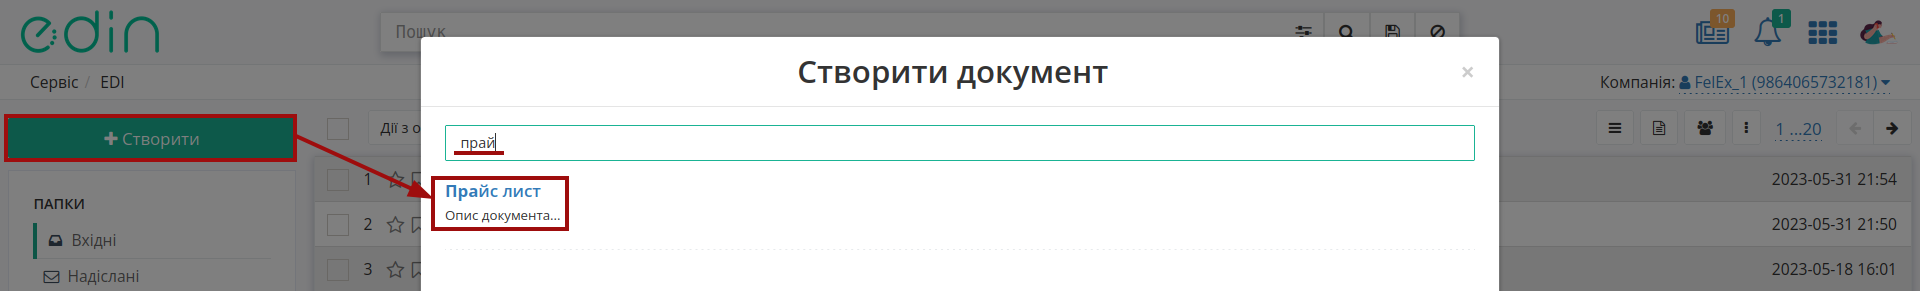 edin
Пошук
10
1
Створити документ
×
Сервіс / EDI
Компанія: FelEx_1 (9864065732181)
Створити
Дії з о
прай
1 ...20
Прайс лист
Опис документа...
1
2023-05-31 21:54
ПАПКИ
2
2023-05-31 21:50
Вхідні
3
2023-05-18 16:01
Надіслані